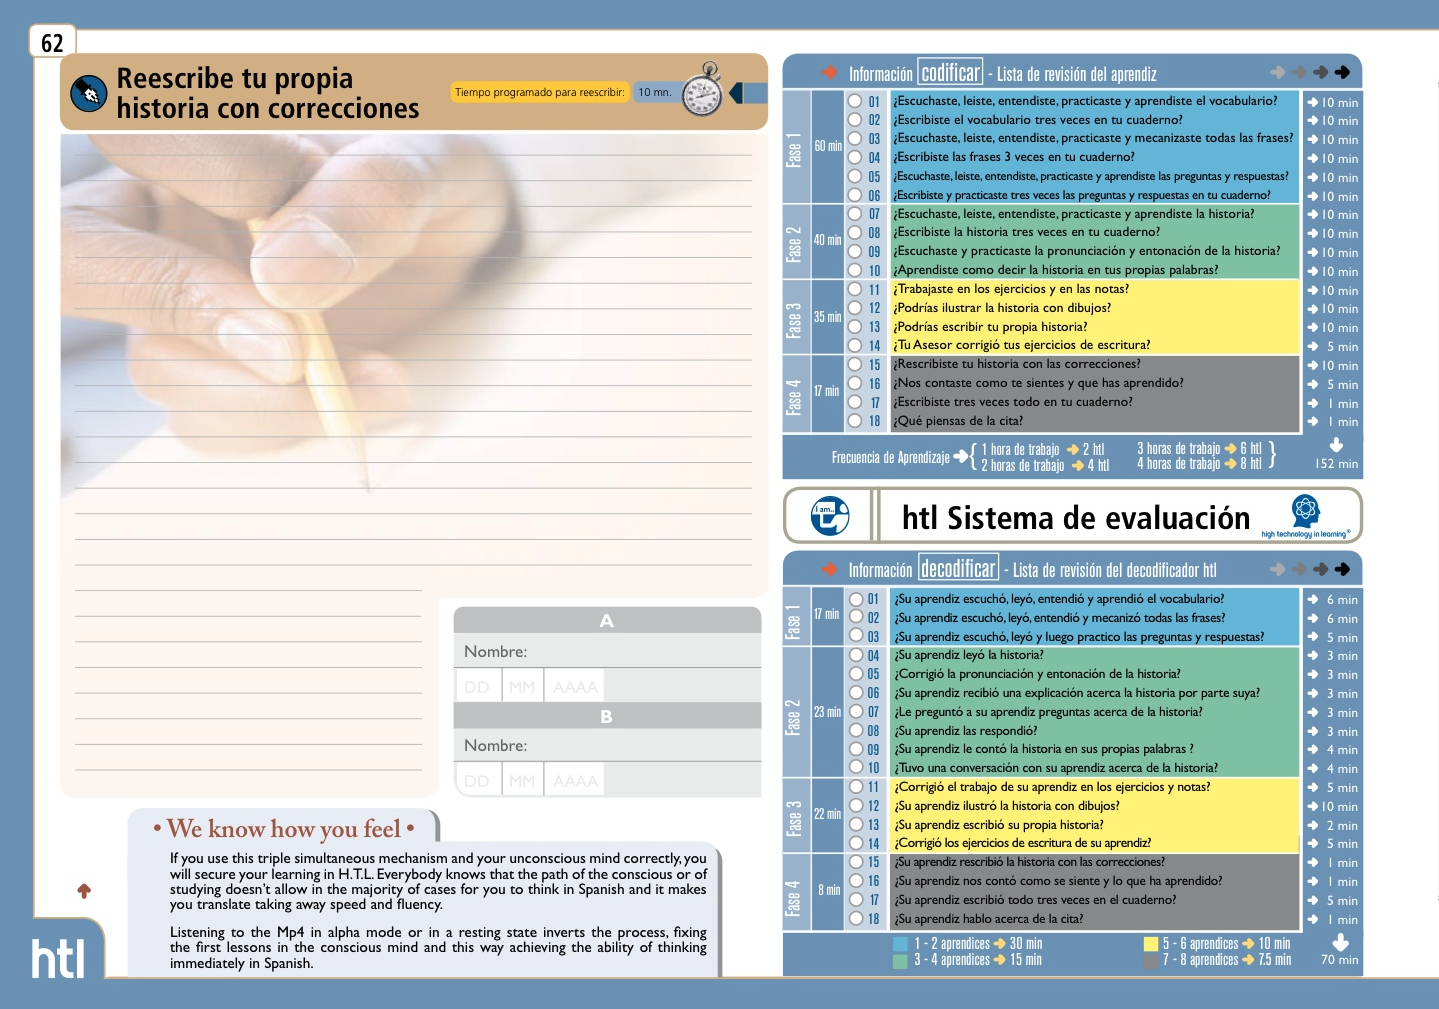 62
Reescribe tu propia
historia con correcciones
Tiempo programado para reescribir:
10 mn.
A
Nombre:
DD MM AAAA
B
Nombre:
DD MM AAAA
• We know how you feel •
If you use this triple simultaneous mechanism and your unconscious mind correctly, you
will secure your learning in H.T.L. Everybody knows that the path of the conscious or of
studying doesn't allow in the majority of cases for you to think in Spanish and it makes
you translate taking away speed and fluency.
Listening to the Mp4 in alpha mode or in a resting state inverts the process, fixing
the first lessons in the conscious mind and this way achieving the ability of thinking
immediately in Spanish.
htl
Información codificar - Lista de revisión del aprendiz
Fase 1
60 min
01 ¿Escuchaste, leiste, entendiste, practicaste y aprendiste el vocabulario? 10 min
02 ¿Escribiste el vocabulario tres veces en tu cuaderno? 10 min
03 ¿Escuchaste, leiste, entendiste, practicaste y mecanizaste todas las frases? 10 min
04 ¿Escribiste las frases 3 veces en tu cuaderno? 10 min
05 ¿Escuchaste, leiste, entendiste, practicaste y aprendiste las preguntas y respuestas? 10 min
06 ¿Escribiste y practicaste tres veces las preguntas y respuestas en tu cuaderno? 10 min
Fase 2
40 min
07 ¿Escuchaste, leiste, entendiste, practicaste y aprendiste la historia? 10 min
08 ¿Escribiste la historia tres veces en tu cuaderno? 10 min
09 ¿Escuchaste y practicaste la pronunciación y entonación de la historia? 10 min
10 ¿Aprendiste como decir la historia en tus propias palabras? 10 min
Fase 3
35 min
11 ¿Trabajaste en los ejercicios y en las notas? 10 min
12 ¿Podrías ilustrar la historia con dibujos? 10 min
13 ¿Podrías escribir tu propia historia? 10 min
14 ¿Tu Asesor corrigió tus ejercicios de escritura? 5 min
Fase 4
17 min
15 ¿Rescribiste tu historia con las correcciones? 10 min
16 ¿Nos contaste como te sientes y que has aprendido? 5 min
17 ¿Escribiste tres veces todo en tu cuaderno? 1 min
18 ¿Qué piensas de la cita? 1 min
Frecuencia de Aprendizaje { 1 hora de trabajo 2 htl 3 horas de trabajo 6 htl }
2 horas de trabajo 4 htl 4 horas de trabajo 8 htl
152 min
I am..
htl Sistema de evaluación
high technology in learning®
Información decodificar - Lista de revisión del decodificador htl
Fase 1
17 min
01 ¿Su aprendiz escuchó, leyó, entendió y aprendió el vocabulario? 6 min
02 ¿Su aprendiz escuchó, leyó, entendió y mecanizó todas las frases? 6 min
03 ¿Su aprendiz escuchó, leyó y luego practico las preguntas y respuestas? 5 min
Fase 2
23 min
04 ¿Su aprendiz leyó la historia? 3 min
05 ¿Corrigió la pronunciación y entonación de la historia? 3 min
06 ¿Su aprendiz recibió una explicación acerca la historia por parte suya? 3 min
07 ¿Le preguntó a su aprendiz preguntas acerca de la historia? 3 min
08 ¿Su aprendiz las respondió? 3 min
09 ¿Su aprendiz le contó la historia en sus propias palabras ? 4 min
10 ¿Tuvo una conversación con su aprendiz acerca de la historia? 4 min
Fase 3
22 min
11 ¿Corrigió el trabajo de su aprendiz en los ejercicios y notas? 5 min
12 ¿Su aprendiz ilustró la historia con dibujos? 10 min
13 ¿Su aprendiz escribió su propia historia? 2 min
14 ¿Corrigió los ejercicios de escritura de su aprendiz? 5 min
Fase 4
8 min
15 ¿Su aprendiz rescribió la historia con las correcciones? 1 min
16 ¿Su aprendiz nos contó como se siente y lo que ha aprendido? 1 min
17 ¿Su aprendiz escribió todo tres veces en el cuaderno? 5 min
18 ¿Su aprendiz hablo acerca de la cita? 1 min
1 - 2 aprendices 30 min 5 - 6 aprendices 10 min
3 - 4 aprendices 15 min 7 - 8 aprendices 7.5 min
70 min